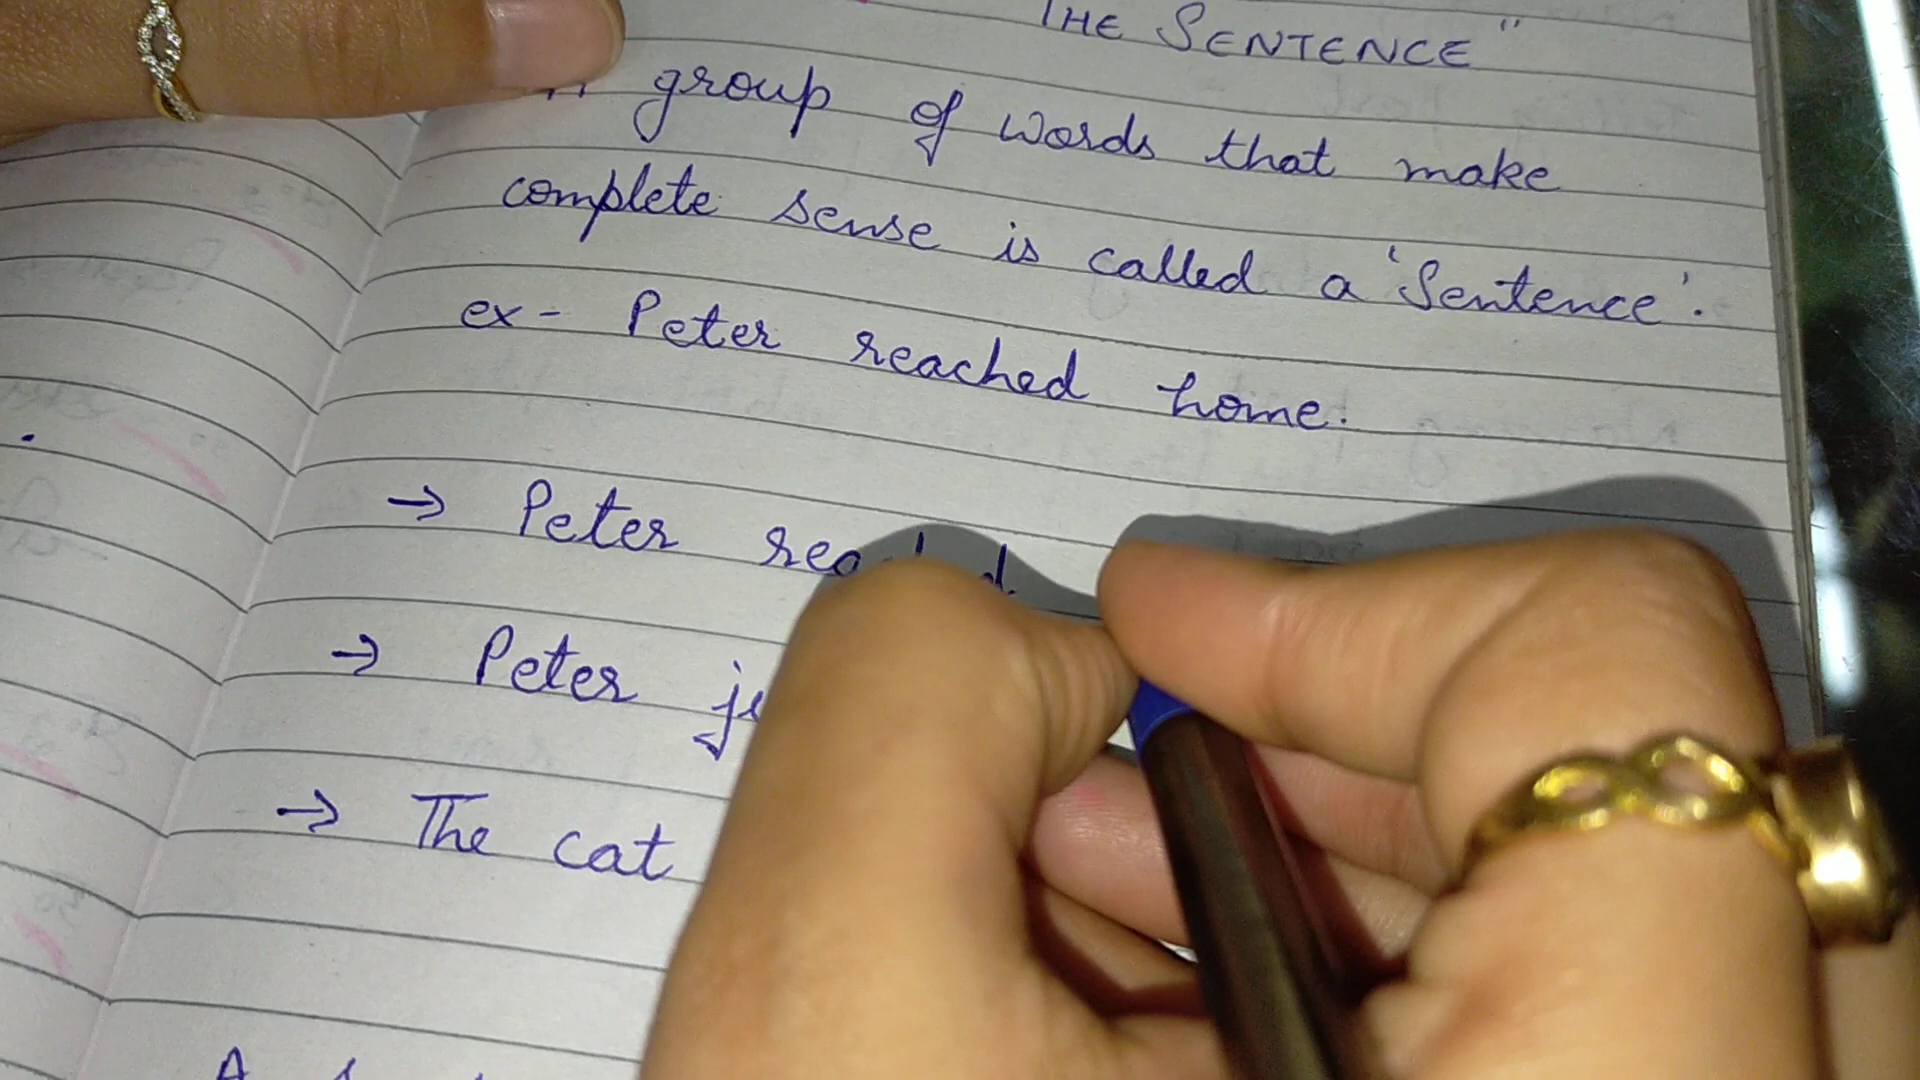 THE SENTENCE"
group of words that make
complete sense is called a 'Sentence'.
ex - Peter reached home.
→ Peter
→ Peter
→ The cat
A